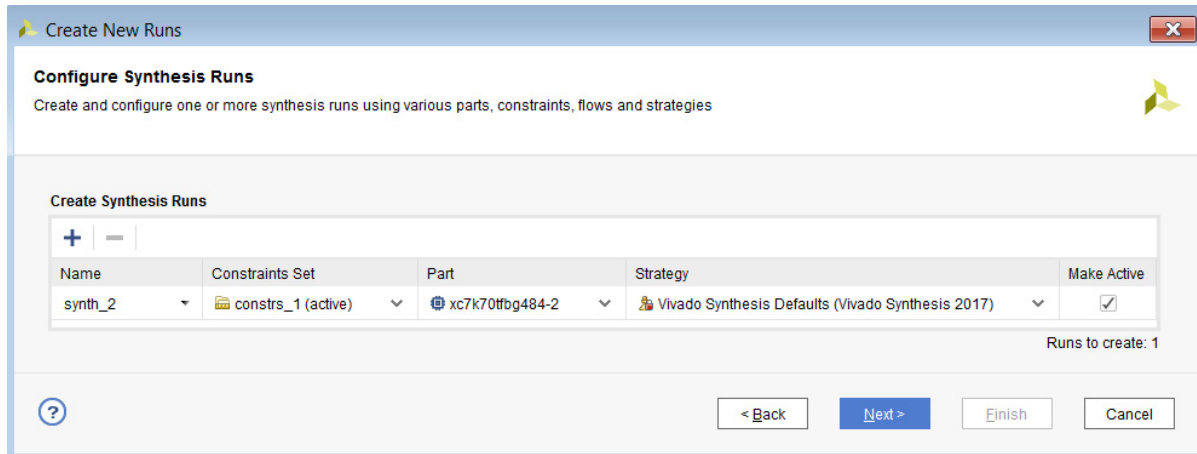 Create New Runs
Configure Synthesis Runs
Create and configure one or more synthesis runs using various parts, constraints, flows and strategies
Create Synthesis Runs
Name Constraints Set Part Strategy Make Active
synth_2 constrs_1 (active) xc7k70tfbg484-2 Vivado Synthesis Defaults (Vivado Synthesis 2017)
Runs to create: 1
? < Back Next > Finish Cancel